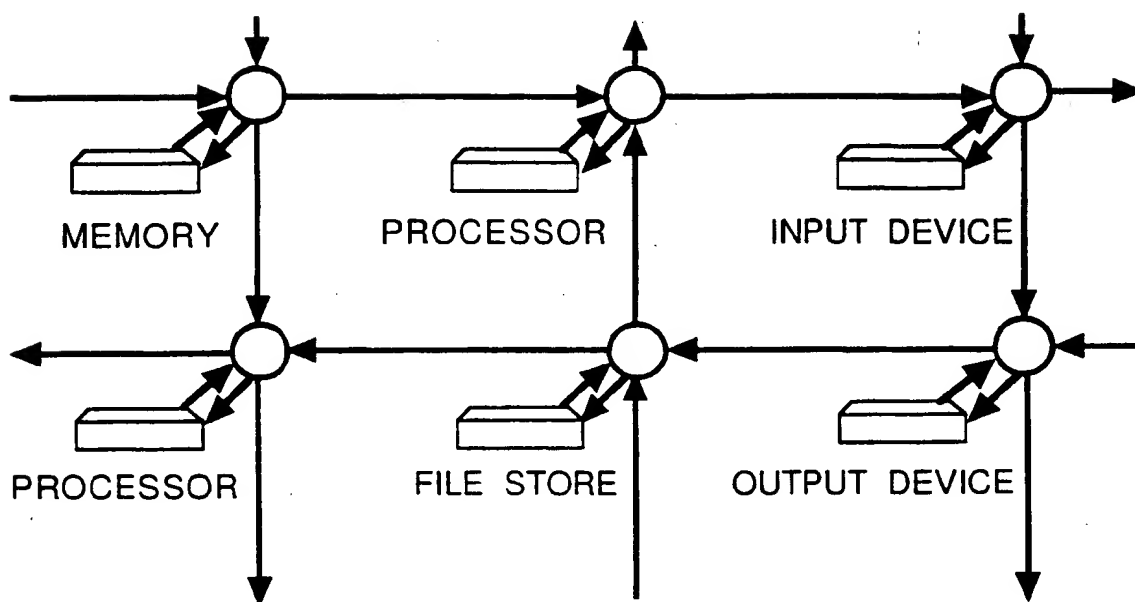 MEMORY
PROCESSOR
INPUT DEVICE
PROCESSOR
FILE STORE
OUTPUT DEVICE